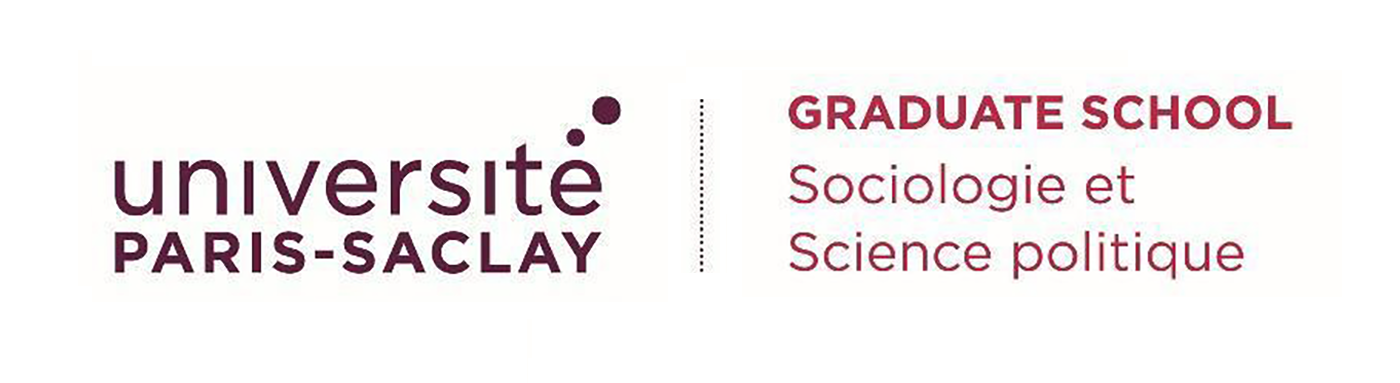 université
PARIS-SACLAY
GRADUATE SCHOOL
Sociologie et
Science politique